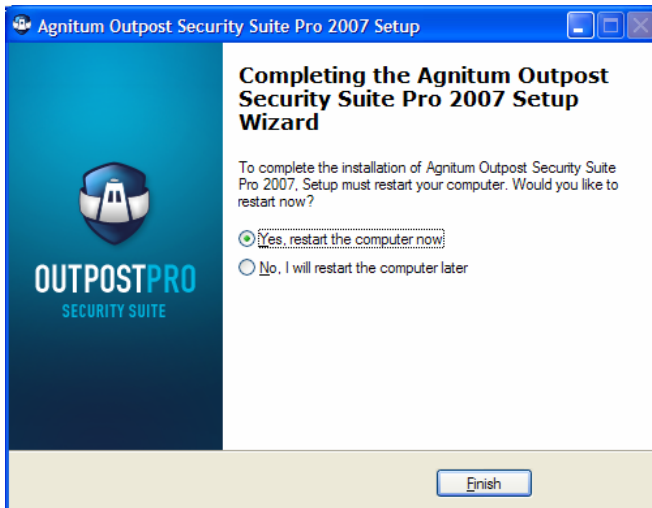 Agnitum Outpost Security Suite Pro 2007 Setup
Completing the Agnitum Outpost
Security Suite Pro 2007 Setup
Wizard
To complete the installation of Agnitum Outpost Security Suite
Pro 2007, Setup must restart your computer. Would you like to
restart now?
Yes, restart the computer now
No, I will restart the computer later
OUTPOSTPRO
SECURITY SUITE
Finish